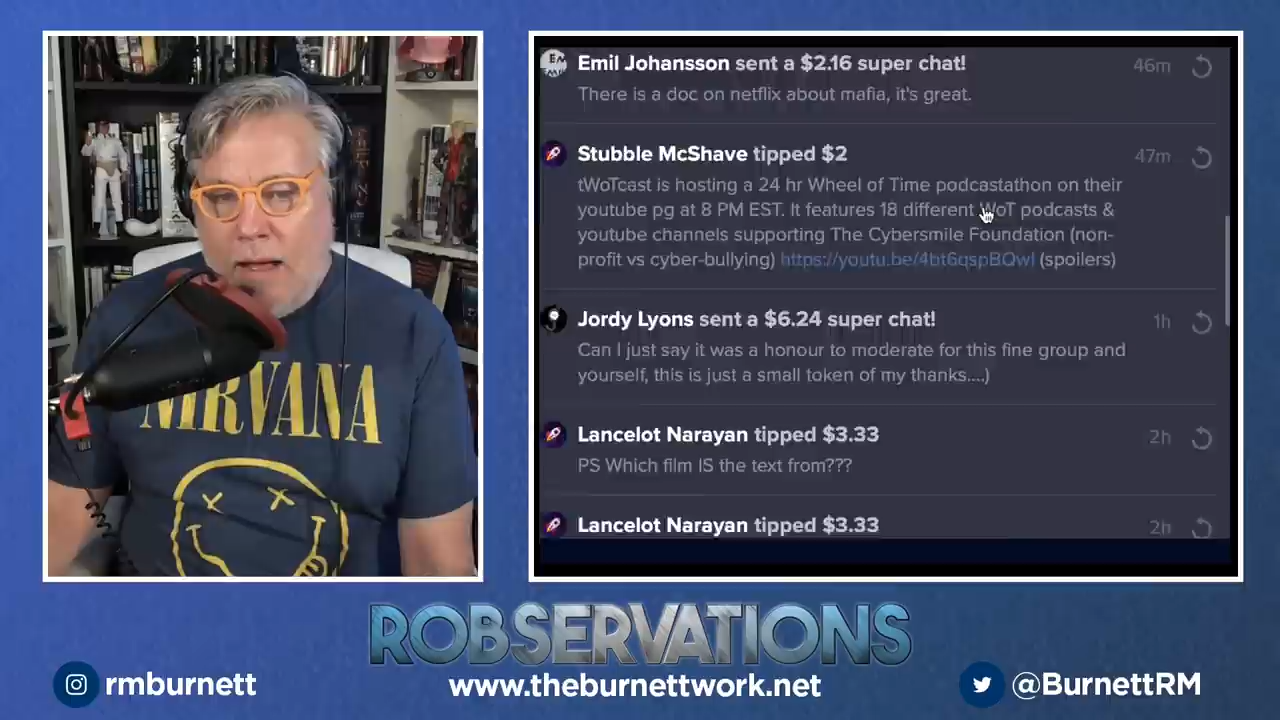 Emil Johansson sent a $2.16 super chat!
46m
There is a doc on netflix about mafia, it's great.
Stubble McShave tipped $2
47m
tWoTcast is hosting a 24 hr Wheel of Time podcastathon on their
youtube pg at 8 PM EST. It features 18 different WoT podcasts &
youtube channels supporting The Cybersmile Foundation (non-
profit vs cyber-bullying) https://youtu.be/4bt6qspBQwI (spoilers)
Jordy Lyons sent a $6.24 super chat!
1h
Can I just say it was a honour to moderate for this fine group and
yourself, this is just a small token of my thanks....)
Lancelot Narayan tipped $3.33
2h
PS Which film IS the text from???
Lancelot Narayan tipped $3.33
2h
NIRVANA
ROBSERVATIONS
rmburnett
www.theburnettwork.net
@BurnettRM